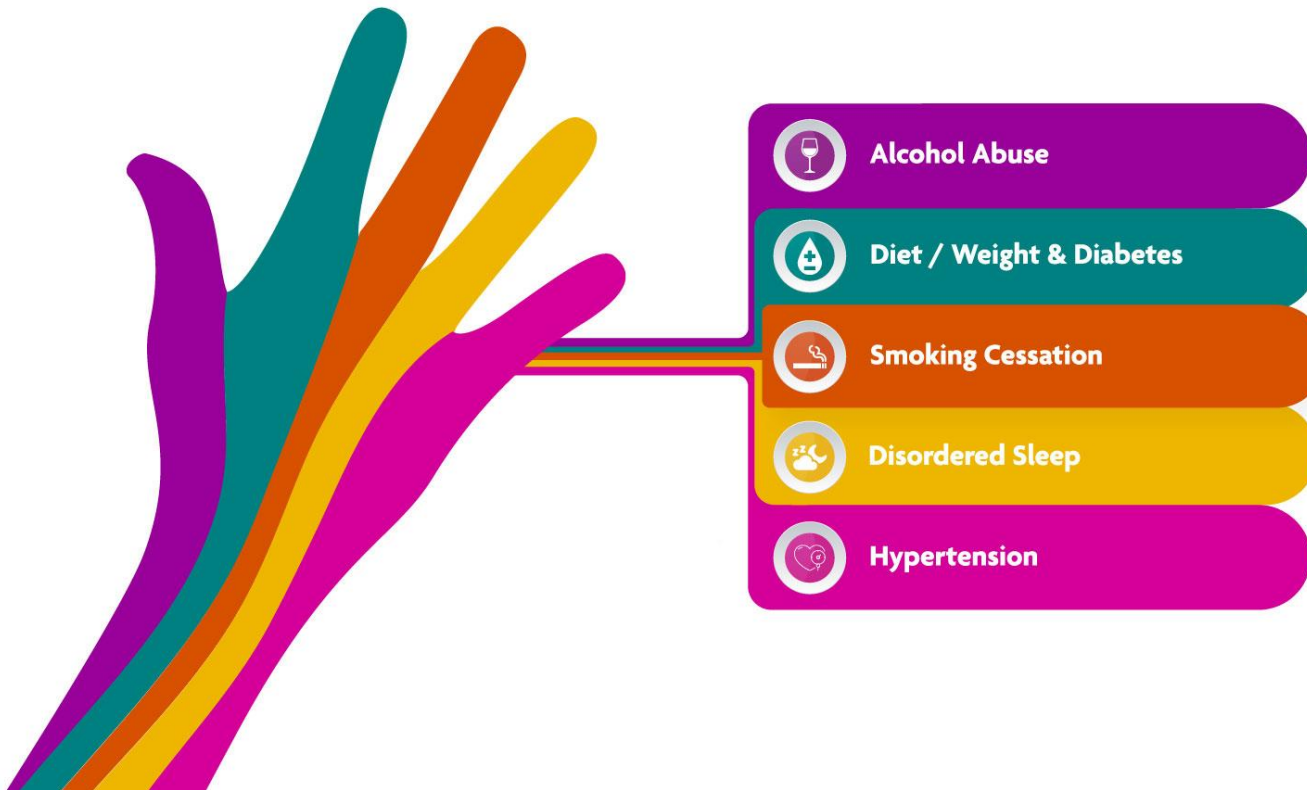 Alcohol Abuse
Diet / Weight & Diabetes
Smoking Cessation
Disordered Sleep
Hypertension